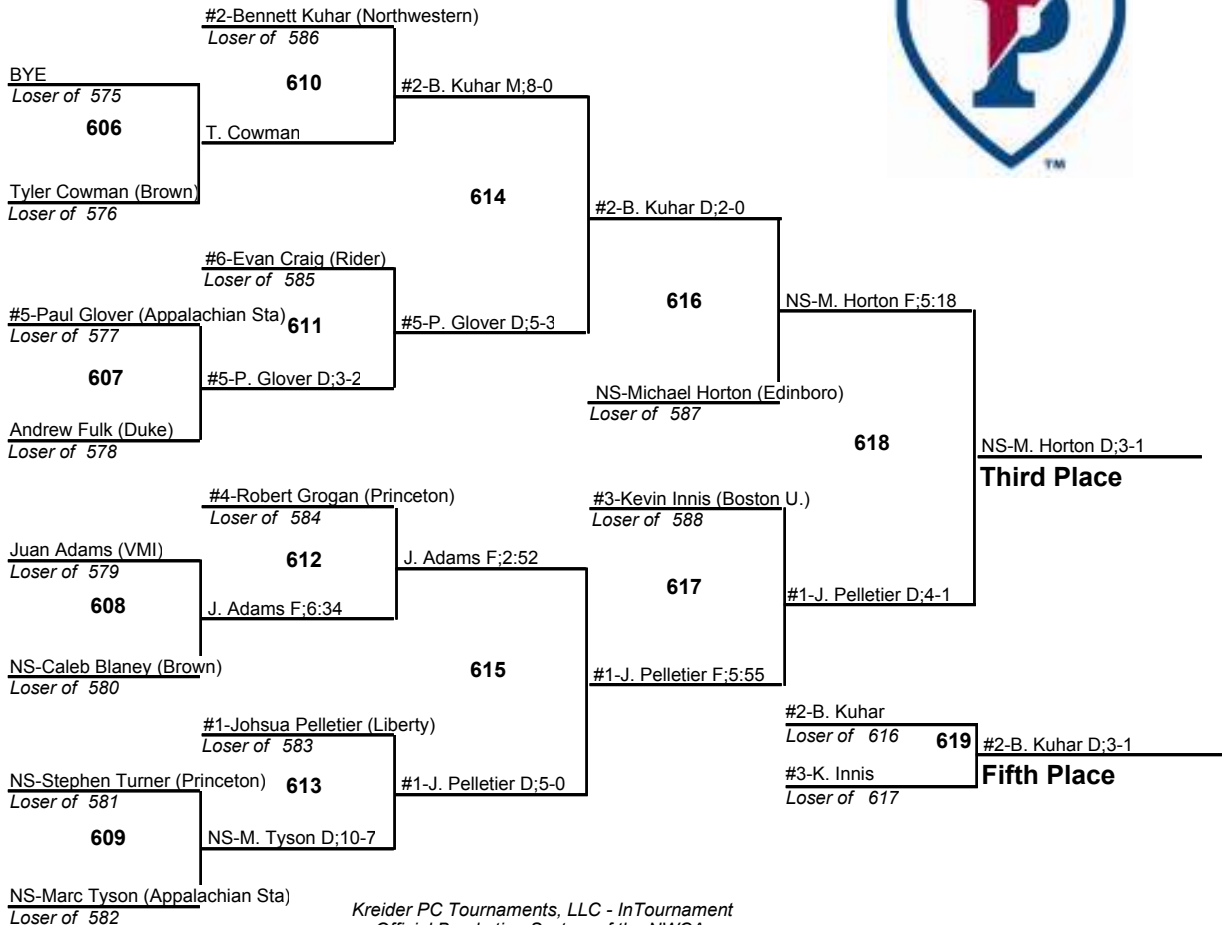 #2-Bennett Kuhar (Northwestern)
Loser of 586
BYE
Loser of 575
610
#2-B. Kuhar M;8-0
606
T. Cowman
Tyler Cowman (Brown)
Loser of 576
614
#2-B. Kuhar D;2-0
#6-Evan Craig (Rider)
Loser of 585
#5-Paul Glover (Appalachian Sta)
Loser of 577
611
#5-P. Glover D;5-3
616
NS-M. Horton F;5:18
607
#5-P. Glover D;3-2
NS-Michael Horton (Edinboro)
Loser of 587
Andrew Fulk (Duke)
Loser of 578
618
NS-M. Horton D;3-1
Third Place
#4-Robert Grogan (Princeton)
Loser of 584
#3-Kevin Innis (Boston U.)
Loser of 588
Juan Adams (VMI)
Loser of 579
612
J. Adams F;2:52
617
608
J. Adams F;6:34
#1-J. Pelletier D;4-1
NS-Caleb Blaney (Brown)
Loser of 580
615
#1-J. Pelletier F;5:55
#1-Johsua Pelletier (Liberty)
Loser of 583
#2-B. Kuhar
Loser of 616
619
#2-B. Kuhar D;3-1
Fifth Place
NS-Stephen Turner (Princeton)
Loser of 581
613
#1-J. Pelletier D;5-0
#3-K. Innis
Loser of 617
609
NS-M. Tyson D;10-7
NS-Marc Tyson (Appalachian Sta)
Loser of 582
Kreider PC Tournaments, LLC - InTournament
P
TM